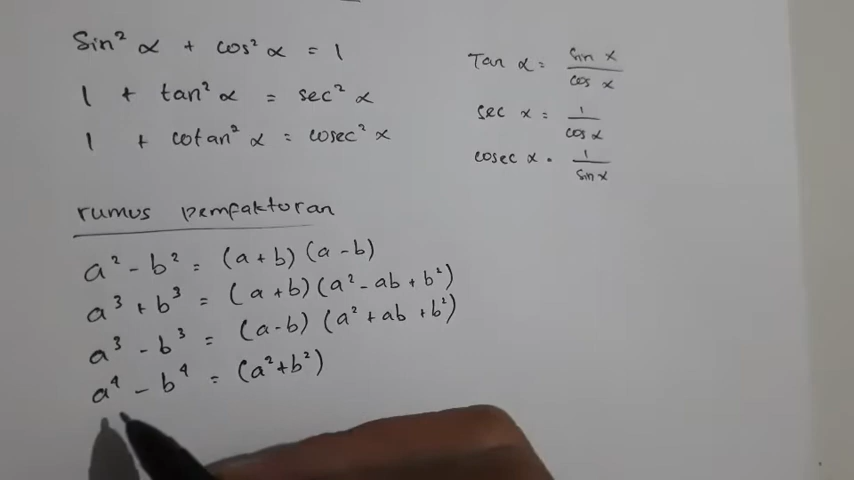 Sin² α + cos² α = 1
1 + tan² α = sec² α
1 + cotan² α = cosec² α
Tan α = sin α / cos α
sec α = 1 / cos α
cosec α = 1 / sin α
rumus pemfaktoran
a² - b² = (a + b) (a - b)
a³ + b³ = (a + b) (a² - ab + b²)
a³ - b³ = (a - b) (a² + ab + b²)
a⁴ - b⁴ = (a² + b²)